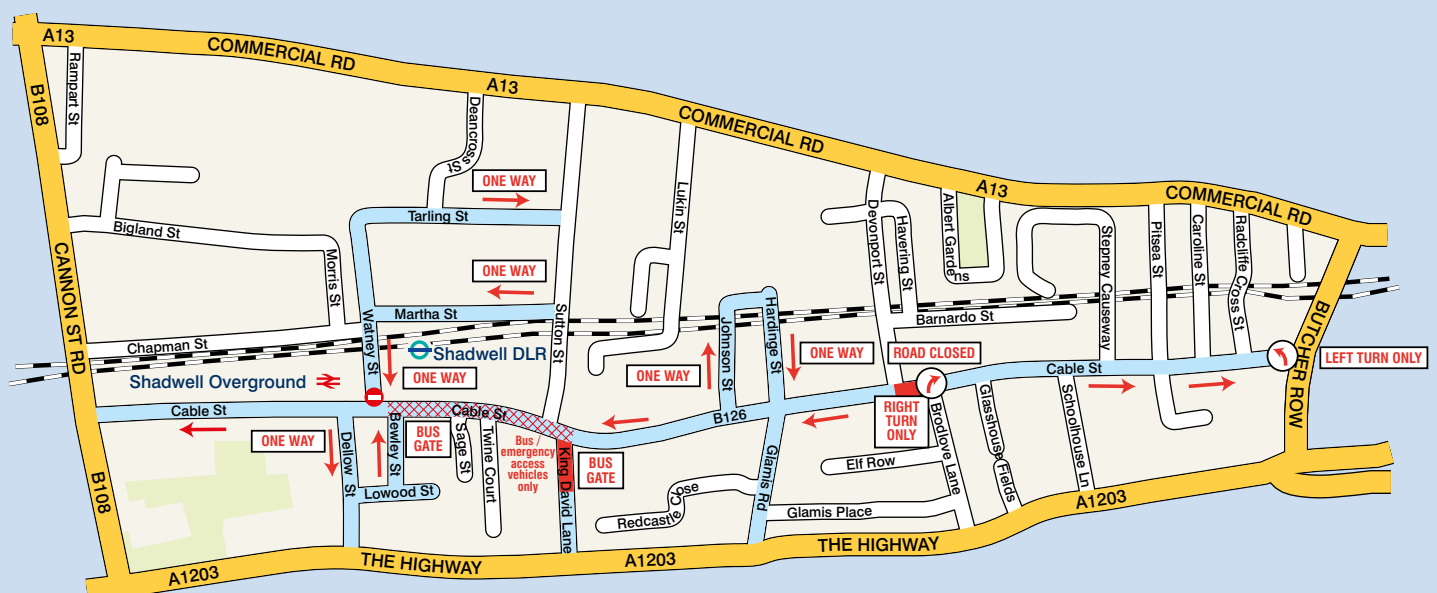 A13
COMMERCIAL RD
A13
COMMERCIAL RD
A13
COMMERCIAL RD
B108
Rampart St
Deancross St
ONE WAY
Tarling St
Lukin St
Devonport St
Havering St
Albert Gardens
Stepney Causeway
Pitsea St
Caroline St
Radcliffe Cross St
Bigland St
Morris St
CANNON ST RD
ONE WAY
Martha St
Watney St
Sutton St
Johnson St
Hardinge St
Barnardo St
BUTCHER ROW
Chapman St
Shadwell DLR
Shadwell Overground
ONE WAY
ONE WAY
ONE WAY
ROAD CLOSED
LEFT TURN ONLY
Cable St
Cable St
Cable St
B126
RIGHT
TURN
ONLY
ONE WAY
Dellow St
Bewley St
BUS
GATE
Sage St
Twine Court
Bus /
emergency
access
vehicles
only
King David Lane
BUS
GATE
Glamis Rd
Brodlove Lane
Glasshouse Fields
Schoolhouse Ln
Elf Row
Lowood St
Redcastle Close
Glamis Place
B108
A1203
THE HIGHWAY
A1203
THE HIGHWAY
A1203